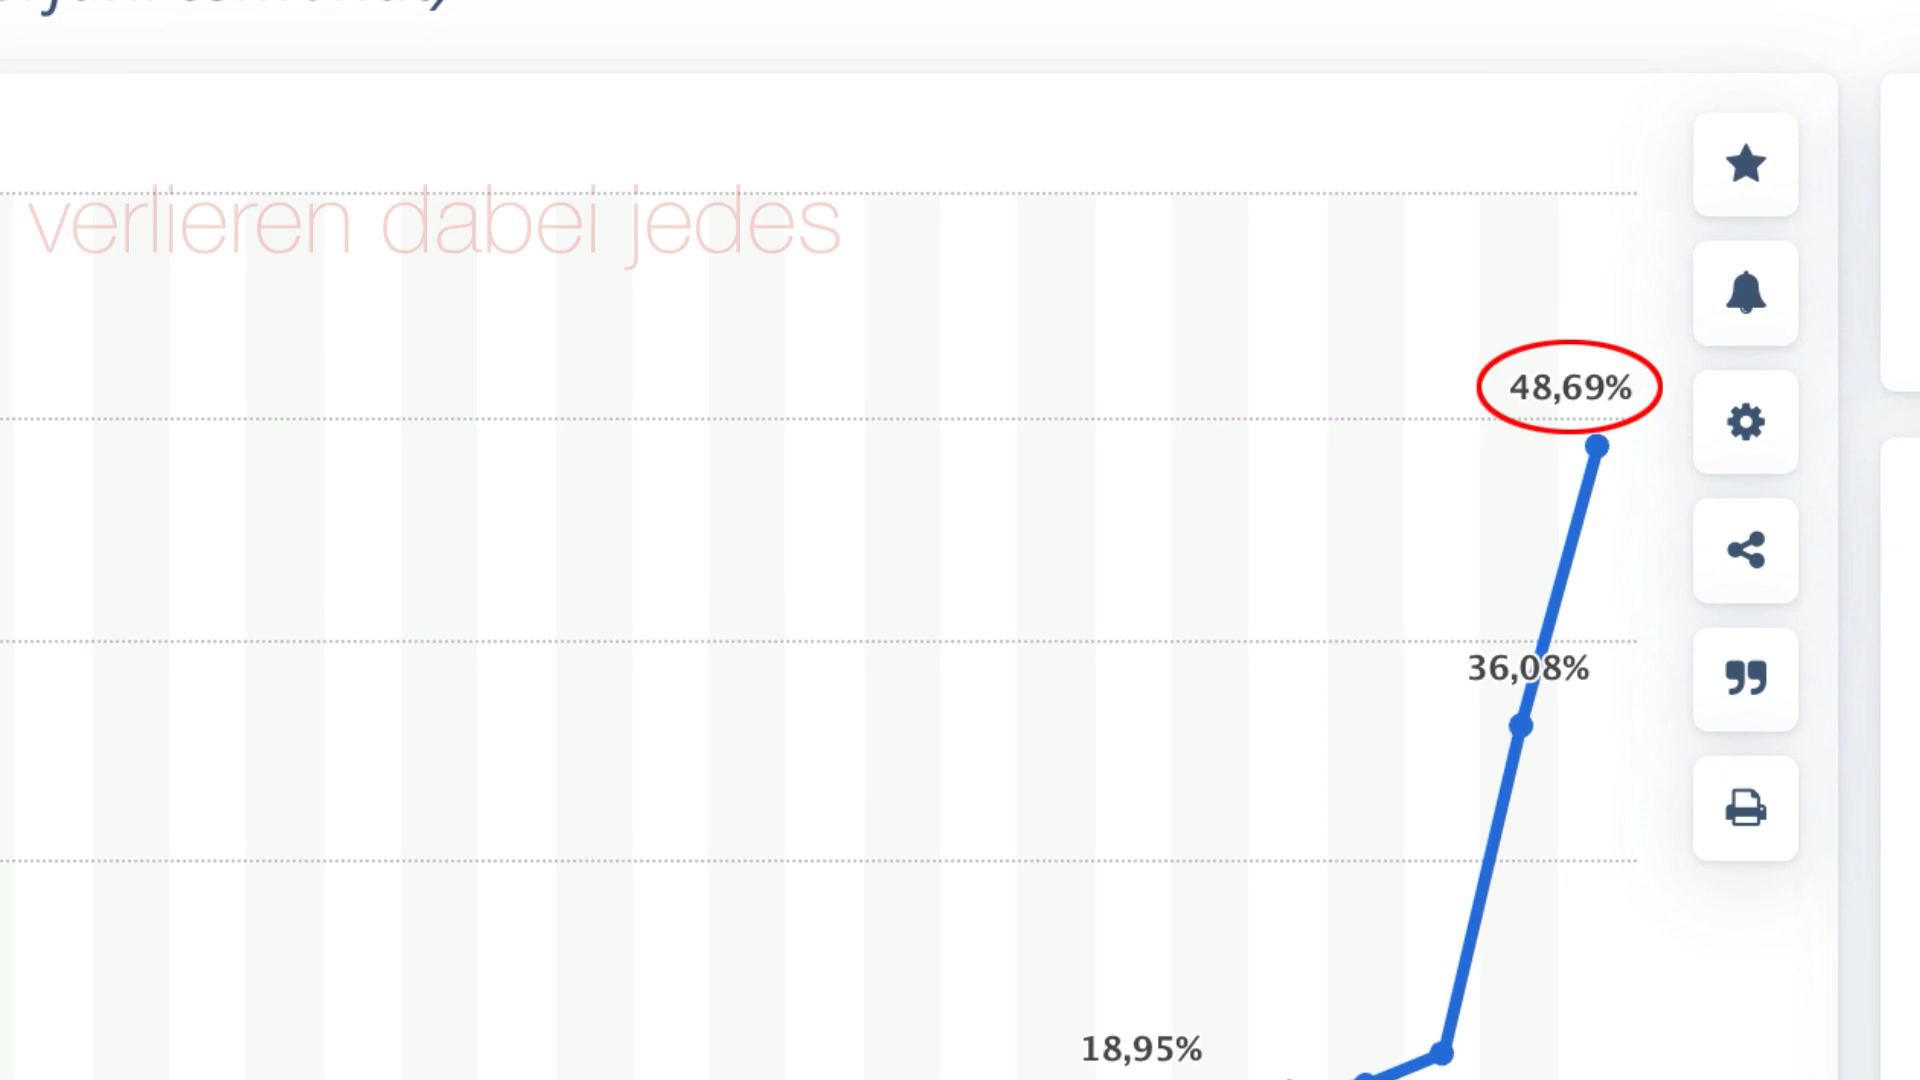 verlieren dabei jedes
48,69%
36,08%
18,95%